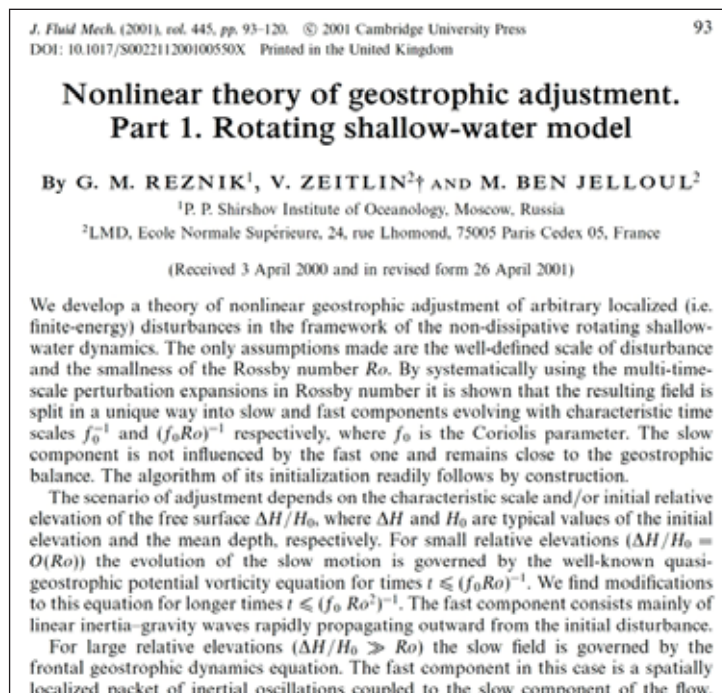 J. Fluid Mech. (2001), vol. 445, pp. 93–120. © 2001 Cambridge University Press 93
DOI: 10.1017/S002211200100550X Printed in the United Kingdom
Nonlinear theory of geostrophic adjustment.
Part 1. Rotating shallow-water model
By G. M. REZNIK¹, V. ZEITLIN²† AND M. BEN JELLOUL²
¹P. P. Shirshov Institute of Oceanology, Moscow, Russia
²LMD, Ecole Normale Supérieure, 24, rue Lhomond, 75005 Paris Cedex 05, France
(Received 3 April 2000 and in revised form 26 April 2001)
We develop a theory of nonlinear geostrophic adjustment of arbitrary localized (i.e.
finite-energy) disturbances in the framework of the non-dissipative rotating shallow-
water dynamics. The only assumptions made are the well-defined scale of disturbance
and the smallness of the Rossby number Ro. By systematically using the multi-time-
scale perturbation expansions in Rossby number it is shown that the resulting field is
split in a unique way into slow and fast components evolving with characteristic time
scales f₀⁻¹ and (f₀Ro)⁻¹ respectively, where f₀ is the Coriolis parameter. The slow
component is not influenced by the fast one and remains close to the geostrophic
balance. The algorithm of its initialization readily follows by construction.
The scenario of adjustment depends on the characteristic scale and/or initial relative
elevation of the free surface ΔH/H₀, where ΔH and H₀ are typical values of the initial
elevation and the mean depth, respectively. For small relative elevations (ΔH/H₀ =
O(Ro)) the evolution of the slow motion is governed by the well-known quasi-
geostrophic potential vorticity equation for times t ⩽ (f₀Ro)⁻¹. We find modifications
to this equation for longer times t ⩽ (f₀ Ro²)⁻¹. The fast component consists mainly of
linear inertia–gravity waves rapidly propagating outward from the initial disturbance.
For large relative elevations (ΔH/H₀ ≫ Ro) the slow field is governed by the
frontal geostrophic dynamics equation. The fast component in this case is a spatially
localized packet of inertial oscillations coupled to the slow component of the flow.